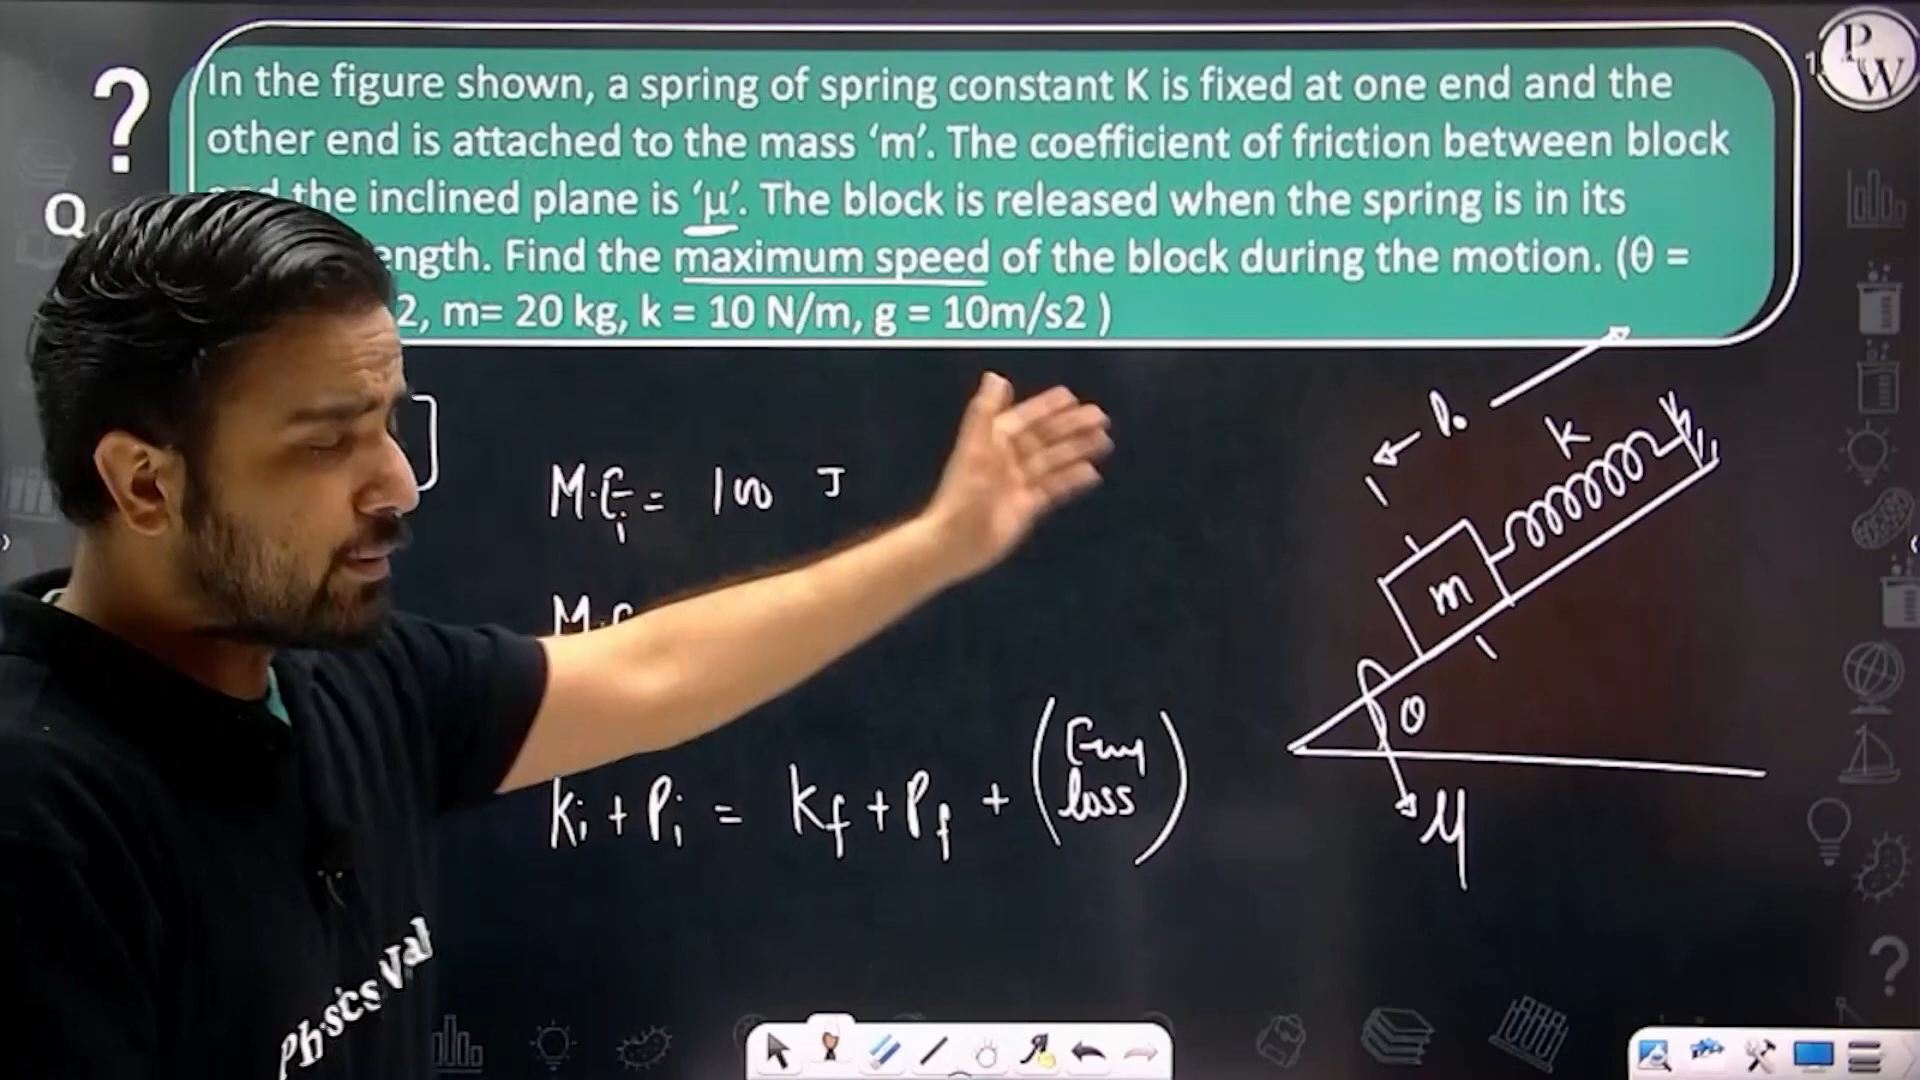 In the figure shown, a spring of spring constant K is fixed at one end and the
other end is attached to the mass ‘m’. The coefficient of friction between block
the inclined plane is ‘μ’. The block is released when the spring is in its
Find the maximum speed of the block during the motion. (θ =
2, m= 20 kg, k = 10 N/m, g = 10m/s2 )
?
Q
P
W
M.E i = 100 J
Ki + Pi = Kf + Pf + (Energy loss)
l₀
K
m
θ
μ
Physics Wal